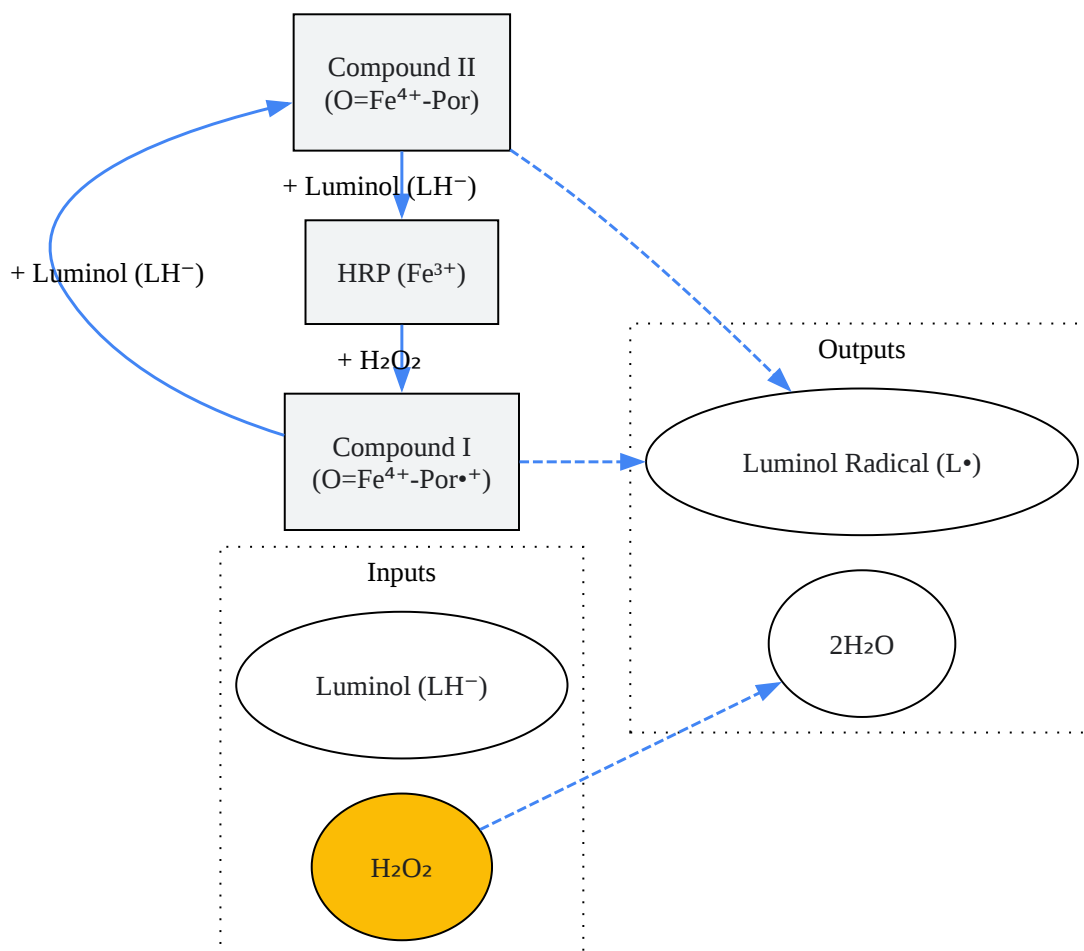 Compound II
(O=Fe⁴⁺-Por)
+ Luminol (LH⁻)
HRP (Fe³⁺)
+ Luminol (LH⁻)
+ H₂O₂
Outputs
Compound I
(O=Fe⁴⁺-Por•⁺)
Luminol Radical (L•)
Inputs
2H₂O
Luminol (LH⁻)
H₂O₂